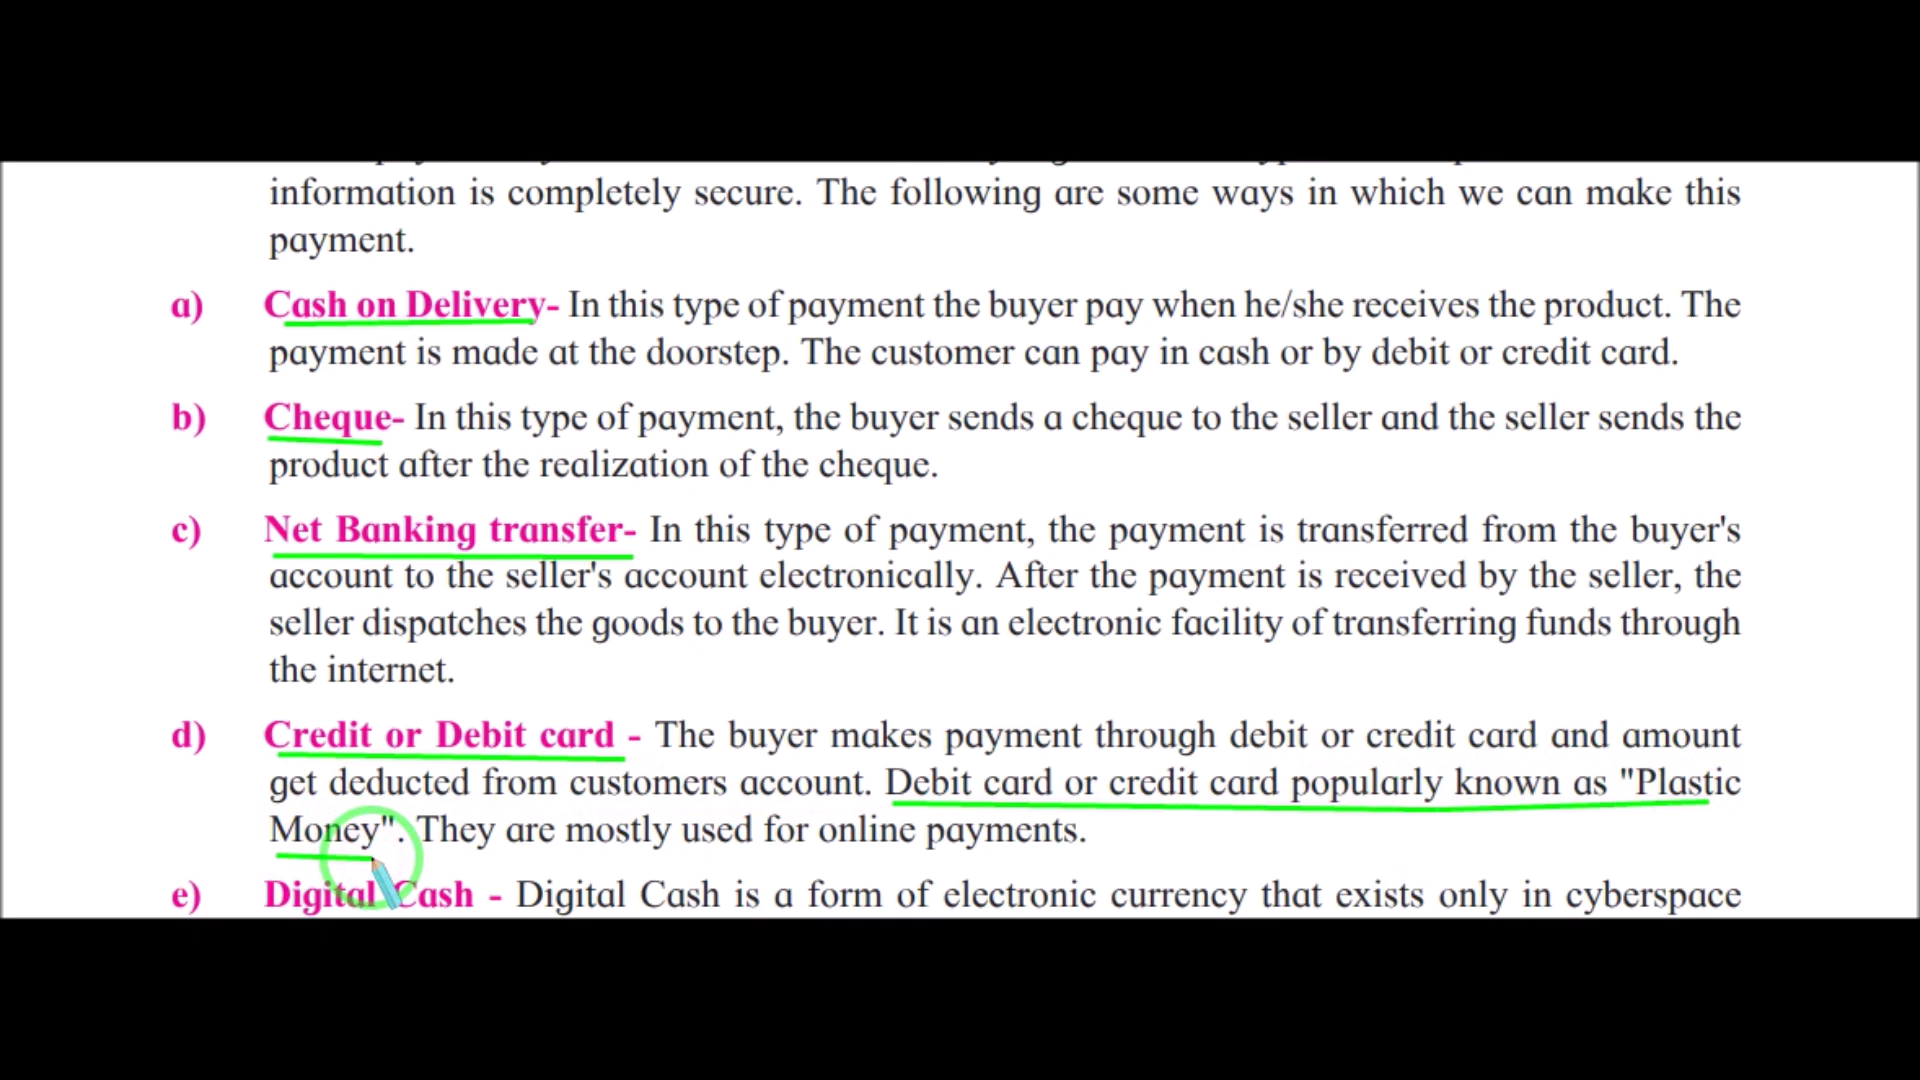 information is completely secure. The following are some ways in which we can make this
payment.
a) Cash on Delivery- In this type of payment the buyer pay when he/she receives the product. The
payment is made at the doorstep. The customer can pay in cash or by debit or credit card.
b) Cheque- In this type of payment, the buyer sends a cheque to the seller and the seller sends the
product after the realization of the cheque.
c) Net Banking transfer- In this type of payment, the payment is transferred from the buyer's
account to the seller's account electronically. After the payment is received by the seller, the
seller dispatches the goods to the buyer. It is an electronic facility of transferring funds through
the internet.
d) Credit or Debit card - The buyer makes payment through debit or credit card and amount
get deducted from customers account. Debit card or credit card popularly known as "Plastic
Money". They are mostly used for online payments.
e) Digital Cash - Digital Cash is a form of electronic currency that exists only in cyberspace